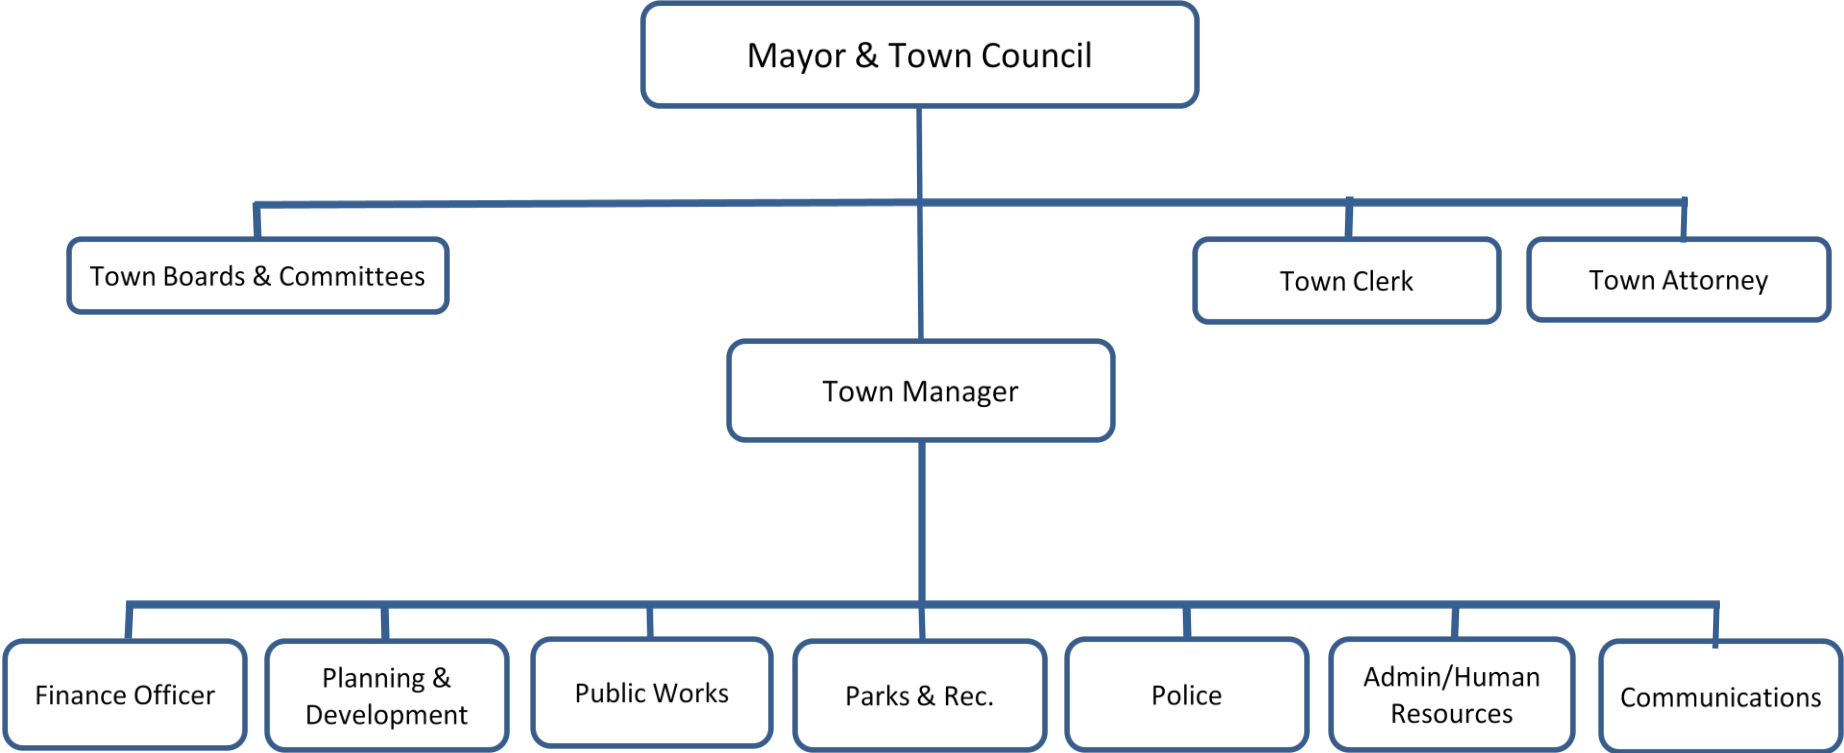 Mayor & Town Council
Town Boards & Committees
Town Clerk
Town Attorney
Town Manager
Finance Officer
Planning &
Development
Public Works
Parks & Rec.
Police
Admin/Human
Resources
Communications